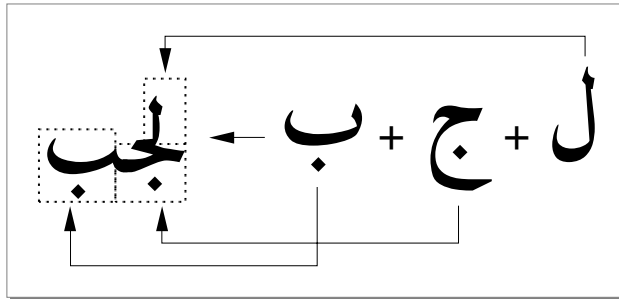 ل + ج + ب لجب